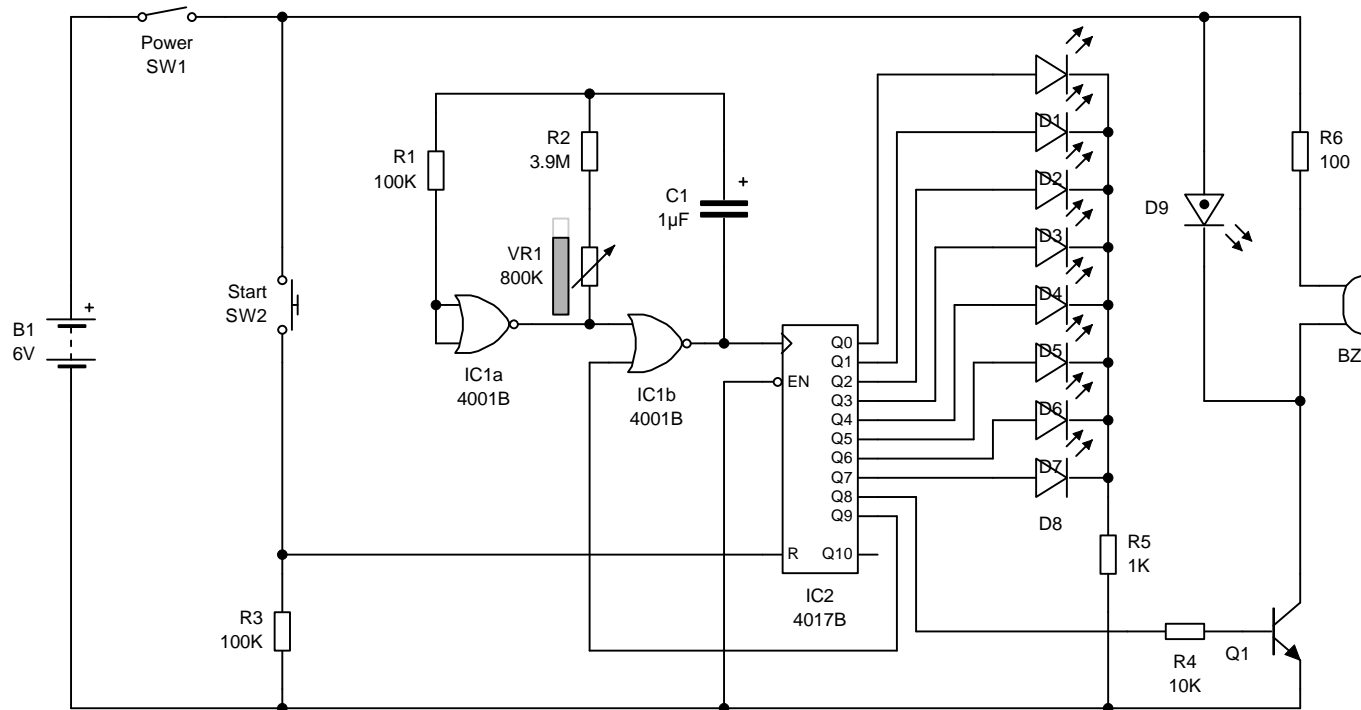 Power
SW1
R1
100K
R2
3.9M
C1
+
1µF
VR1
800K
Start
SW2
+
B1
6V
IC1a
4001B
IC1b
4001B
EN
R
Q0
Q1
Q2
Q3
Q4
Q5
Q6
Q7
Q8
Q9
Q10
IC2
4017B
D1
D2
D3
D4
D5
D6
D7
D8
D9
R6
100
BZ
R5
1K
R3
100K
R4
10K
Q1